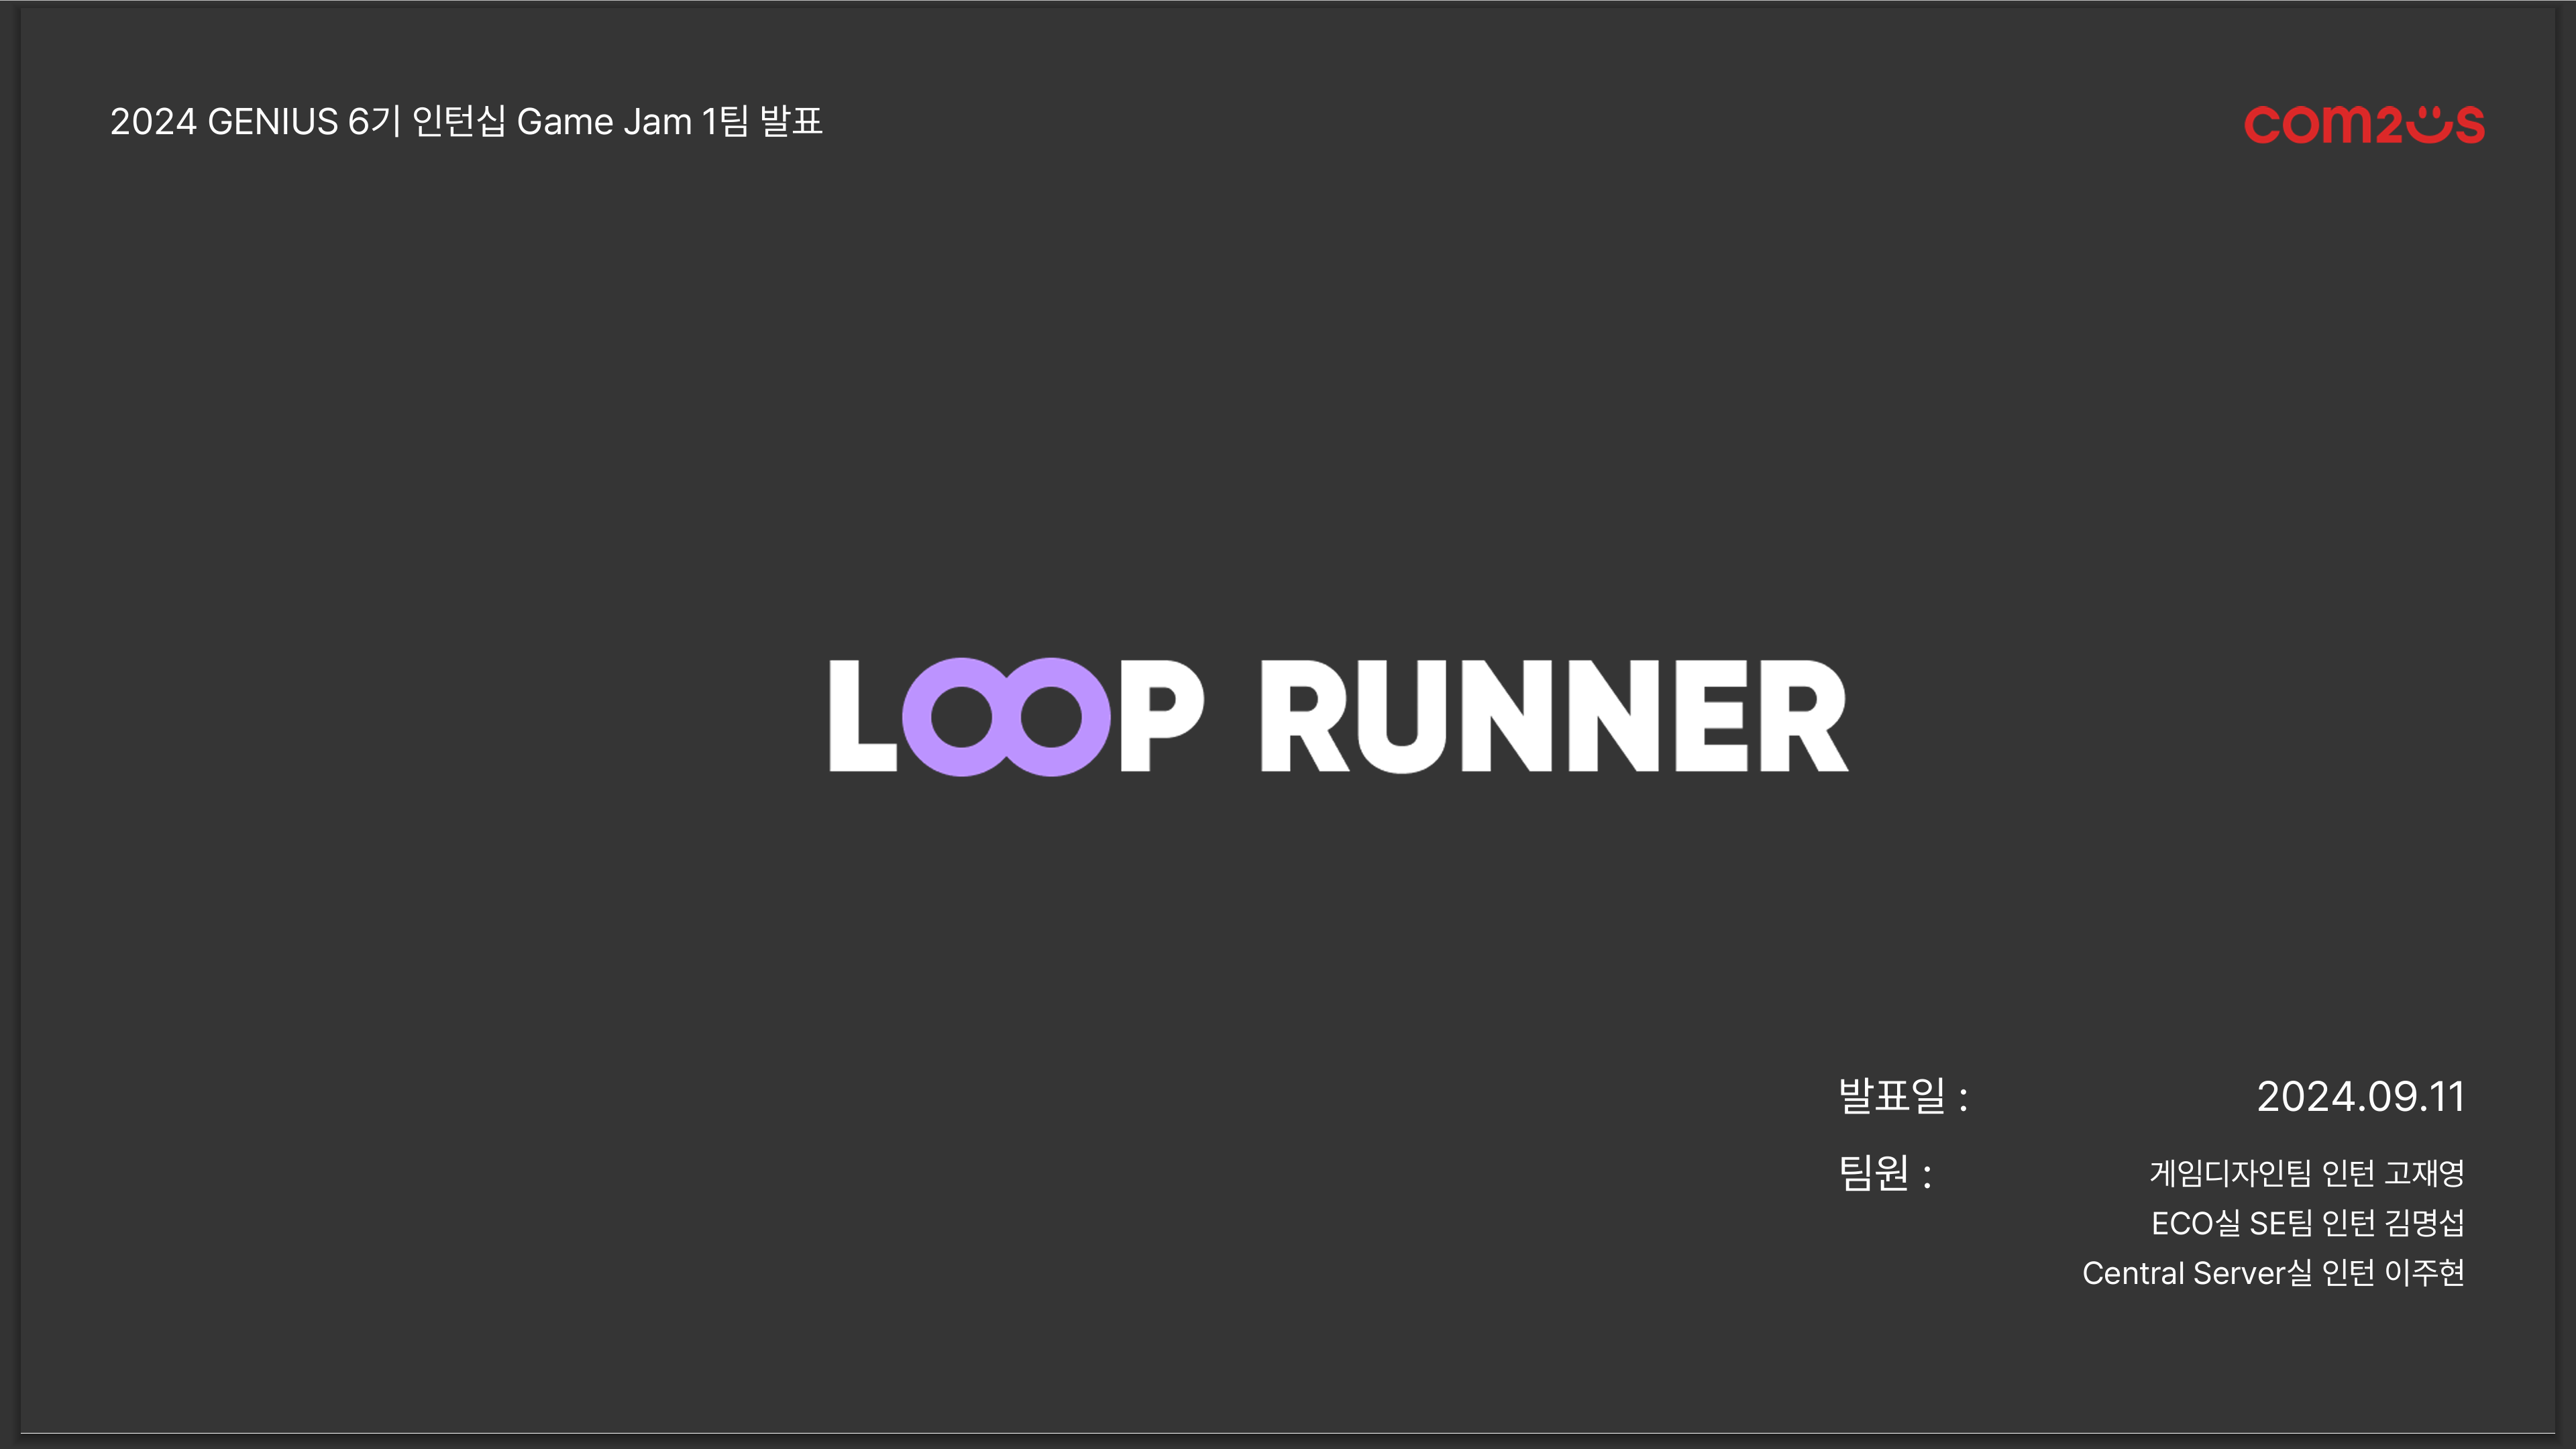 2024 GENIUS 6기 인턴십 Game Jam 1팀 발표
com2us
LOOP RUNNER
발표일 : 2024.09.11
팀원 : 게임디자인팀 인턴 고재영
ECO실 SE팀 인턴 김명섭
Central Server실 인턴 이주현